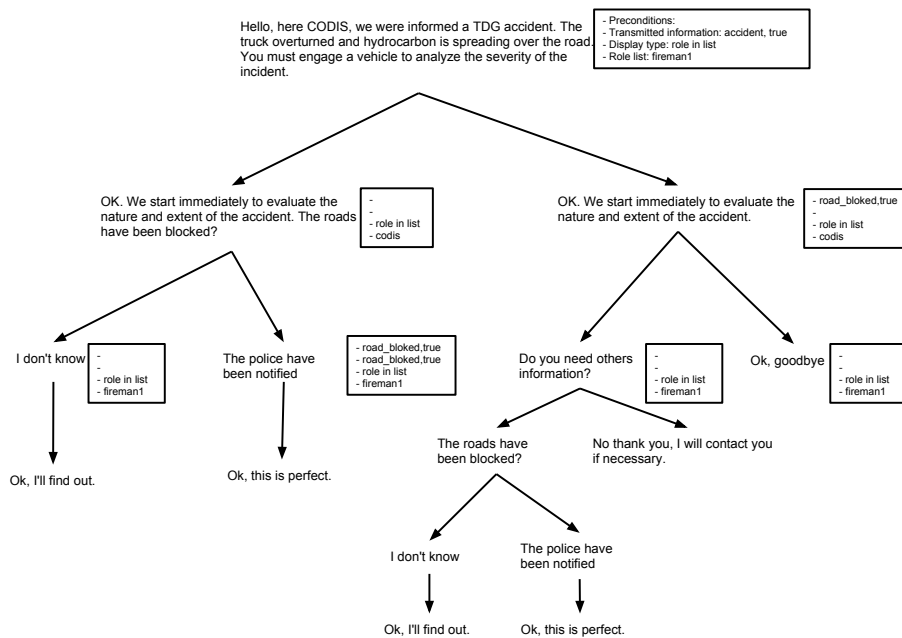 Hello, here CODIS, we were informed a TDG accident. The
truck overturned and hydrocarbon is spreading over the road.
You must engage a vehicle to analyze the severity of the
incident.
- Preconditions:
- Transmitted information: accident, true
- Display type: role in list
- Role list: fireman1
OK. We start immediately to evaluate the
nature and extent of the accident. The roads
have been blocked?
-
-
- role in list
- codis
OK. We start immediately to evaluate the
nature and extent of the accident.
- road_bloked,true
-
- role in list
- codis
I don't know
-
-
- role in list
- fireman1
The police have
been notified
- road_bloked,true
- road_bloked,true
- role in list
- fireman1
Do you need others
information?
-
-
- role in list
- fireman1
Ok, goodbye
-
-
- role in list
- fireman1
Ok, I'll find out.
Ok, this is perfect.
The roads have
been blocked?
No thank you, I will contact you
if necessary.
I don't know
The police have
been notified
Ok, I'll find out.
Ok, this is perfect.